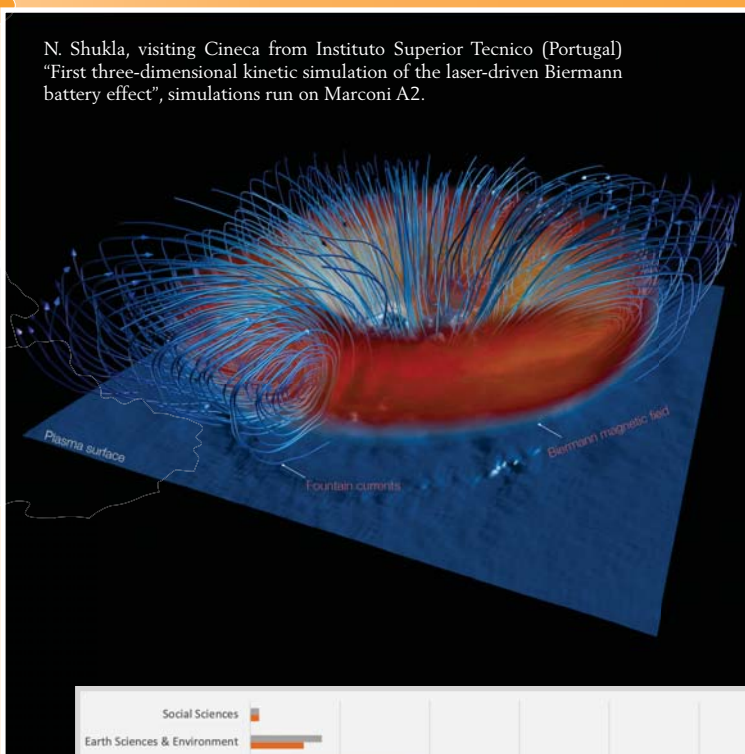 N. Shukla, visiting Cineca from Instituto Superior Tecnico (Portugal)
“First three-dimensional kinetic simulation of the laser-driven Biermann
battery effect”, simulations run on Marconi A2.
Plasma surface
Fountain currents
Biermann magnetic fied
Social Sciences
Earth Sciences & Environment